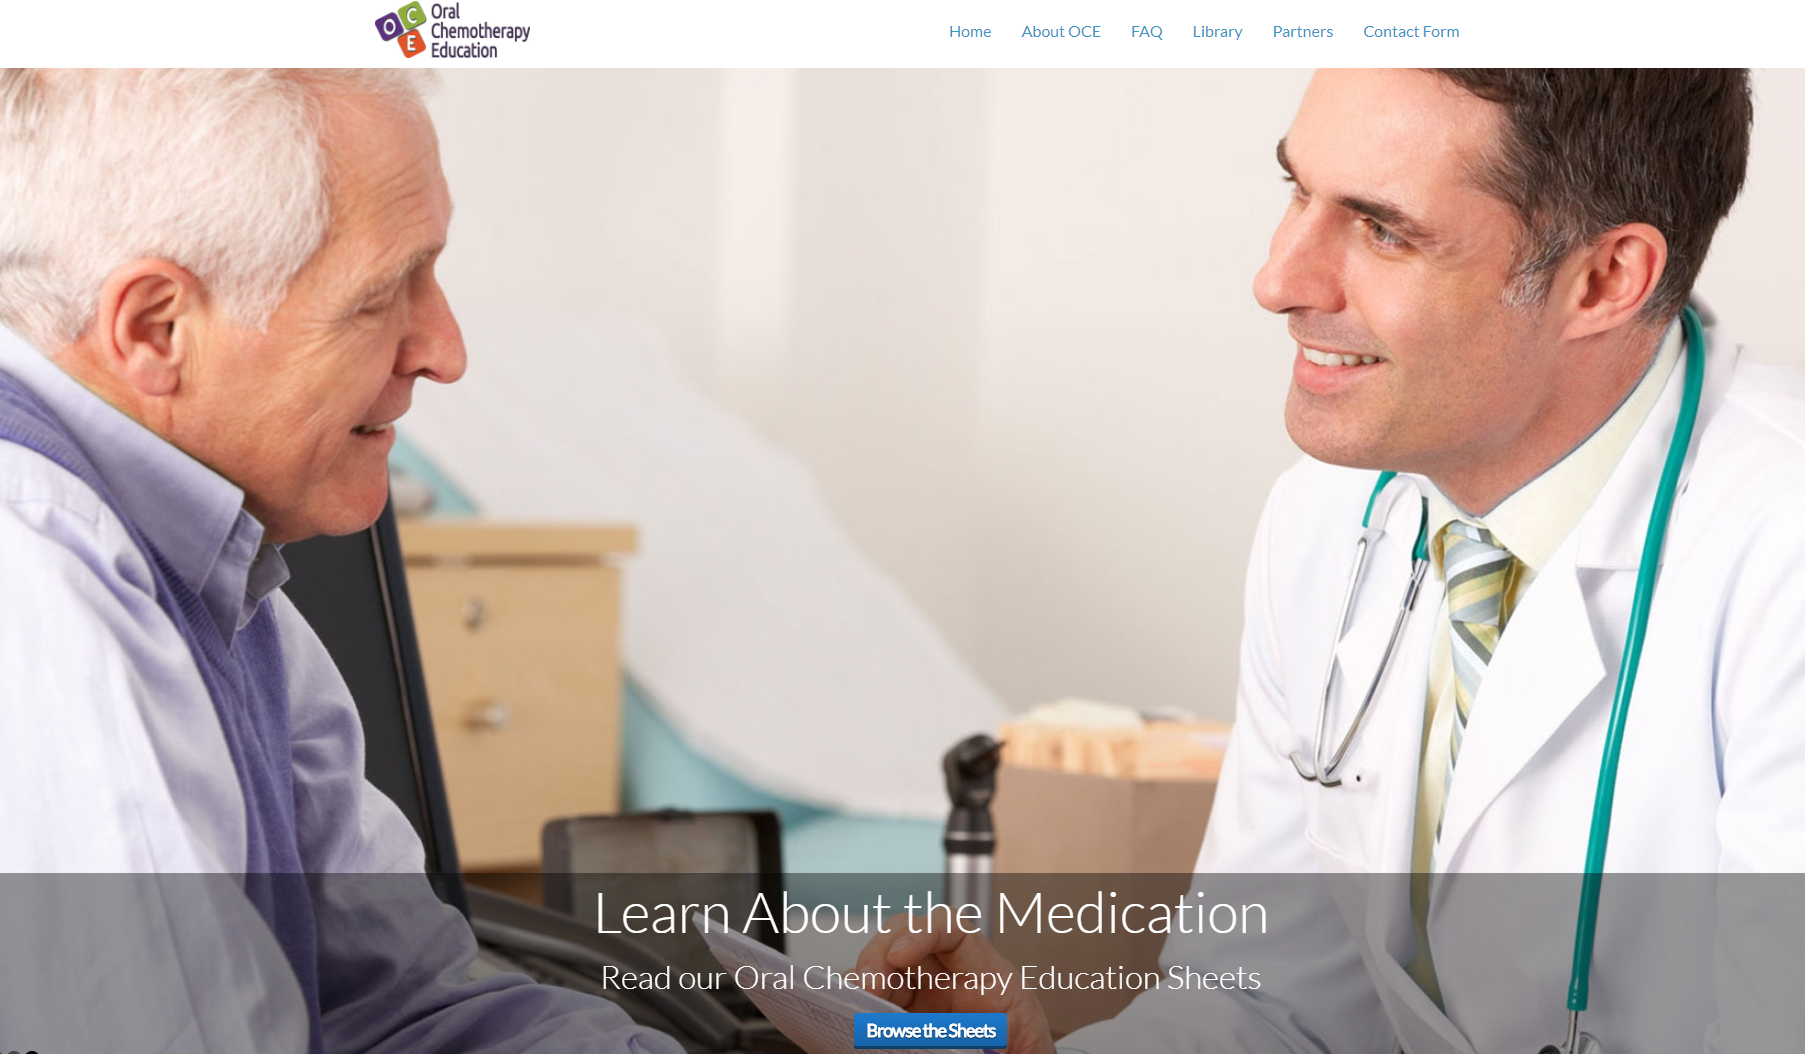 O C E
Oral
Chemotherapy
Education
Home About OCE FAQ Library Partners Contact Form
Learn About the Medication
Read our Oral Chemotherapy Education Sheets
Browse the Sheets